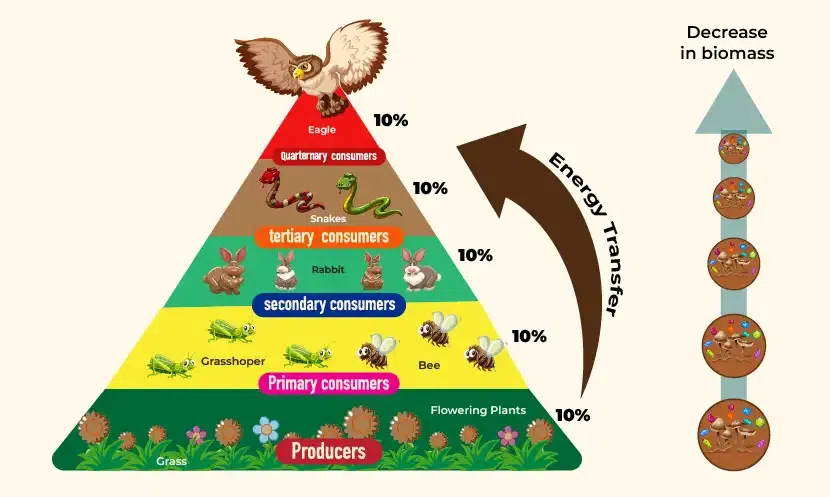 Decrease
in biomass
10%
Eagle
Quarternary consumers
Energy Transfer
10%
Snakes
tertiary consumers
10%
Rabbit
secondary consumers
10%
Grasshoper
Bee
Primary consumers
10%
Flowering Plants
Producers
Grass